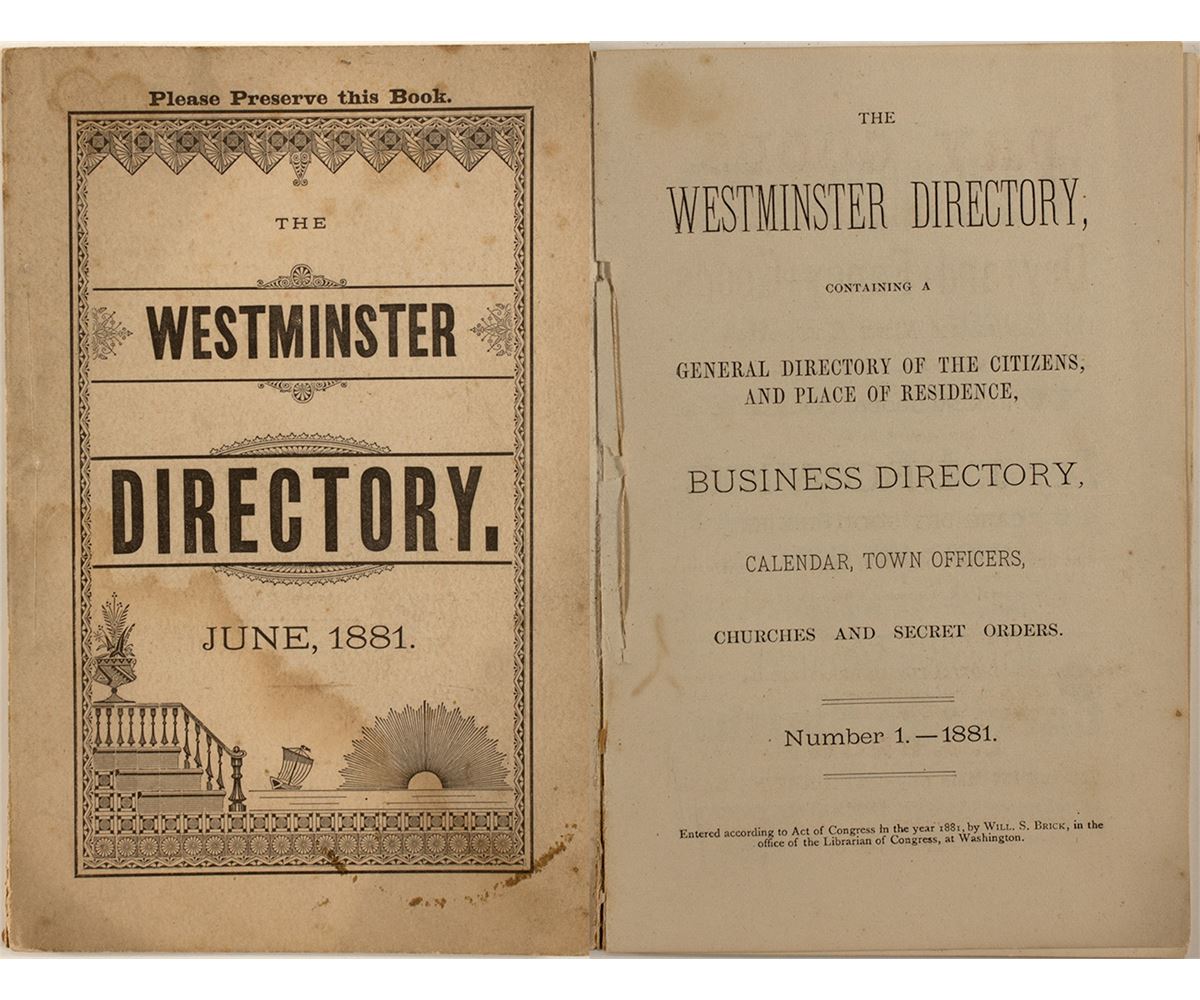 Please Preserve this Book.
THE
WESTMINSTER
DIRECTORY.
JUNE, 1881.
THE
WESTMINSTER DIRECTORY,
CONTAINING A
GENERAL DIRECTORY OF THE CITIZENS,
AND PLACE OF RESIDENCE,
BUSINESS DIRECTORY,
CALENDAR, TOWN OFFICERS,
CHURCHES AND SECRET ORDERS.
Number 1.—1881.
Entered according to Act of Congress in the year 1881, by WILL. S. BRICK, in the
office of the Librarian of Congress, at Washington.